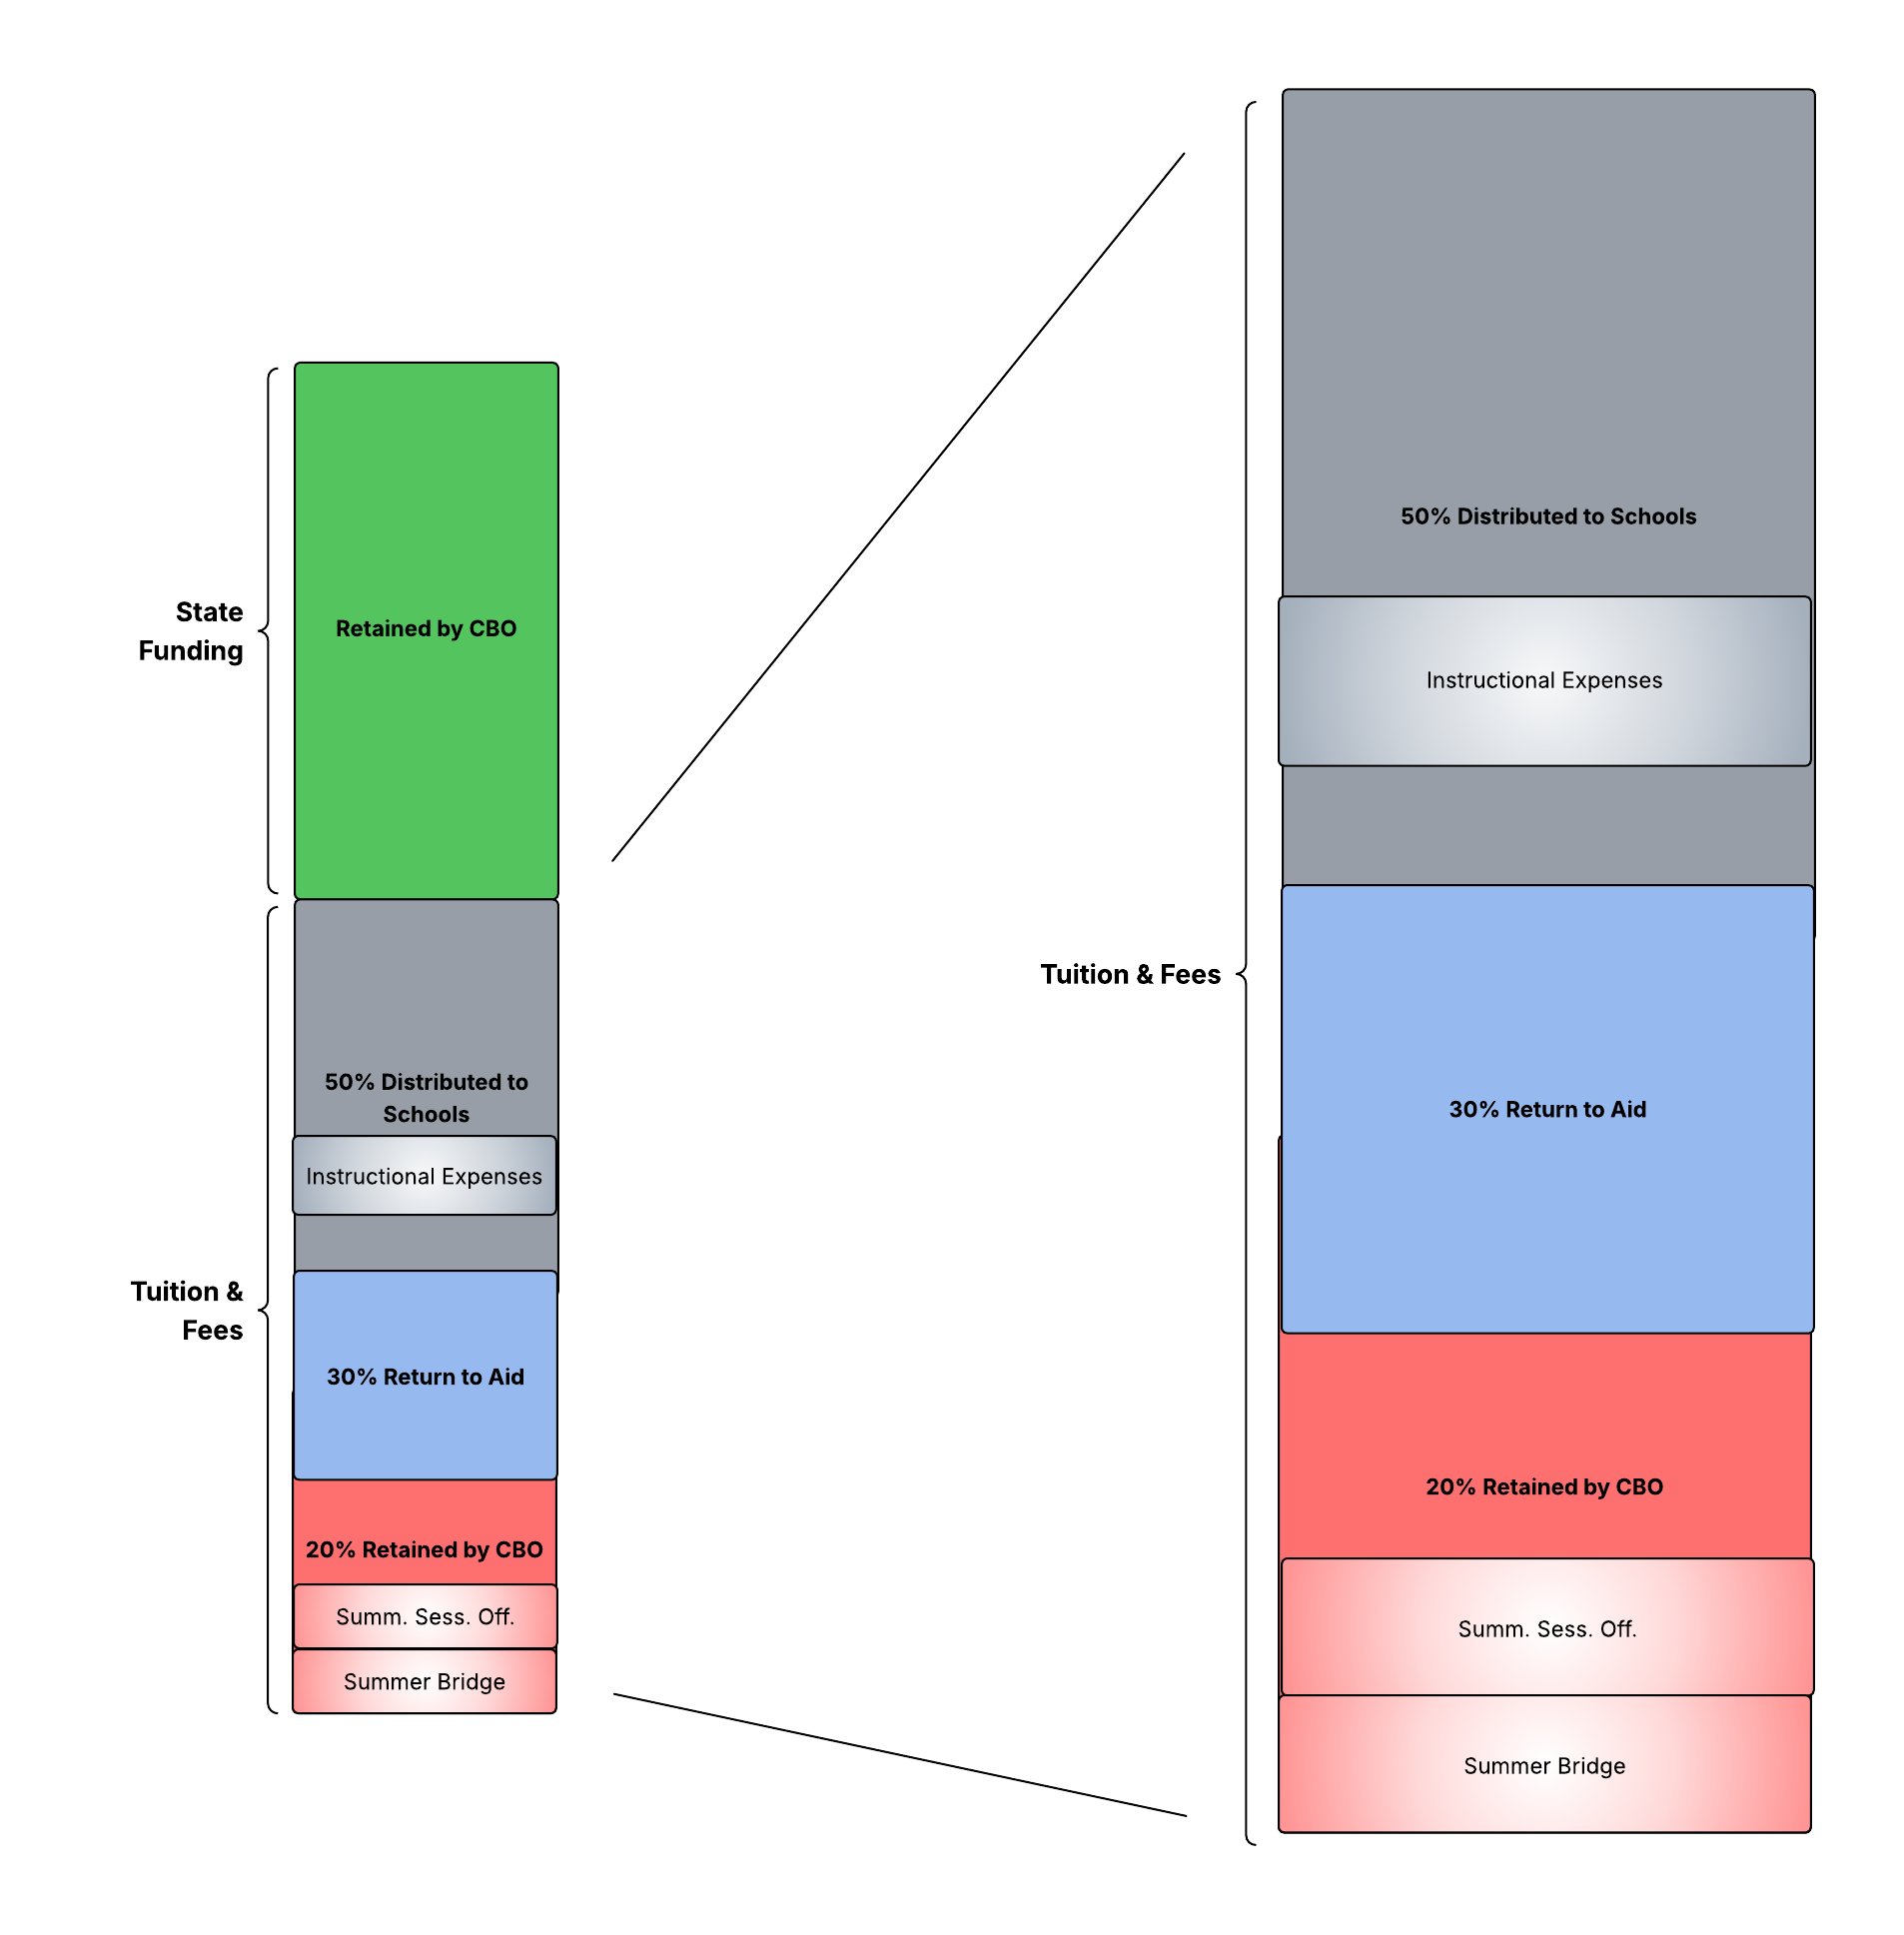 State
Funding
Retained by CBO
Tuition &
Fees
50% Distributed to
Schools
Instructional Expenses
30% Return to Aid
20% Retained by CBO
Summ. Sess. Off.
Summer Bridge
Tuition & Fees
50% Distributed to Schools
Instructional Expenses
30% Return to Aid
20% Retained by CBO
Summ. Sess. Off.
Summer Bridge